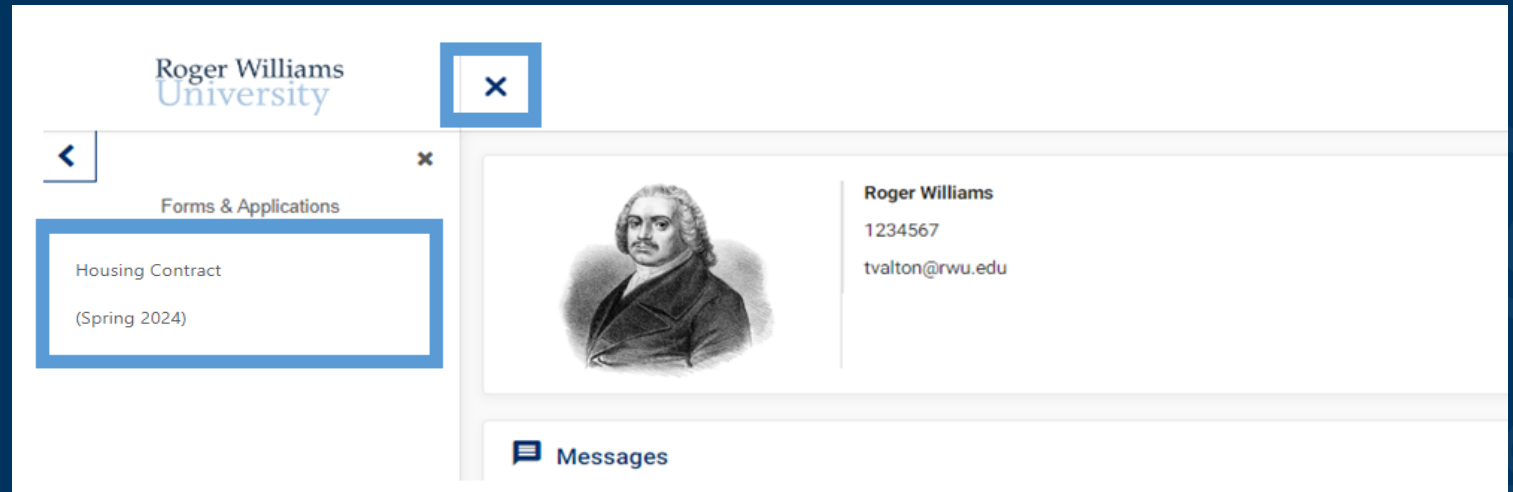 Roger Williams
University
Forms & Applications
Housing Contract
(Spring 2024)
Roger Williams
1234567
tvalton@rwu.edu
Messages